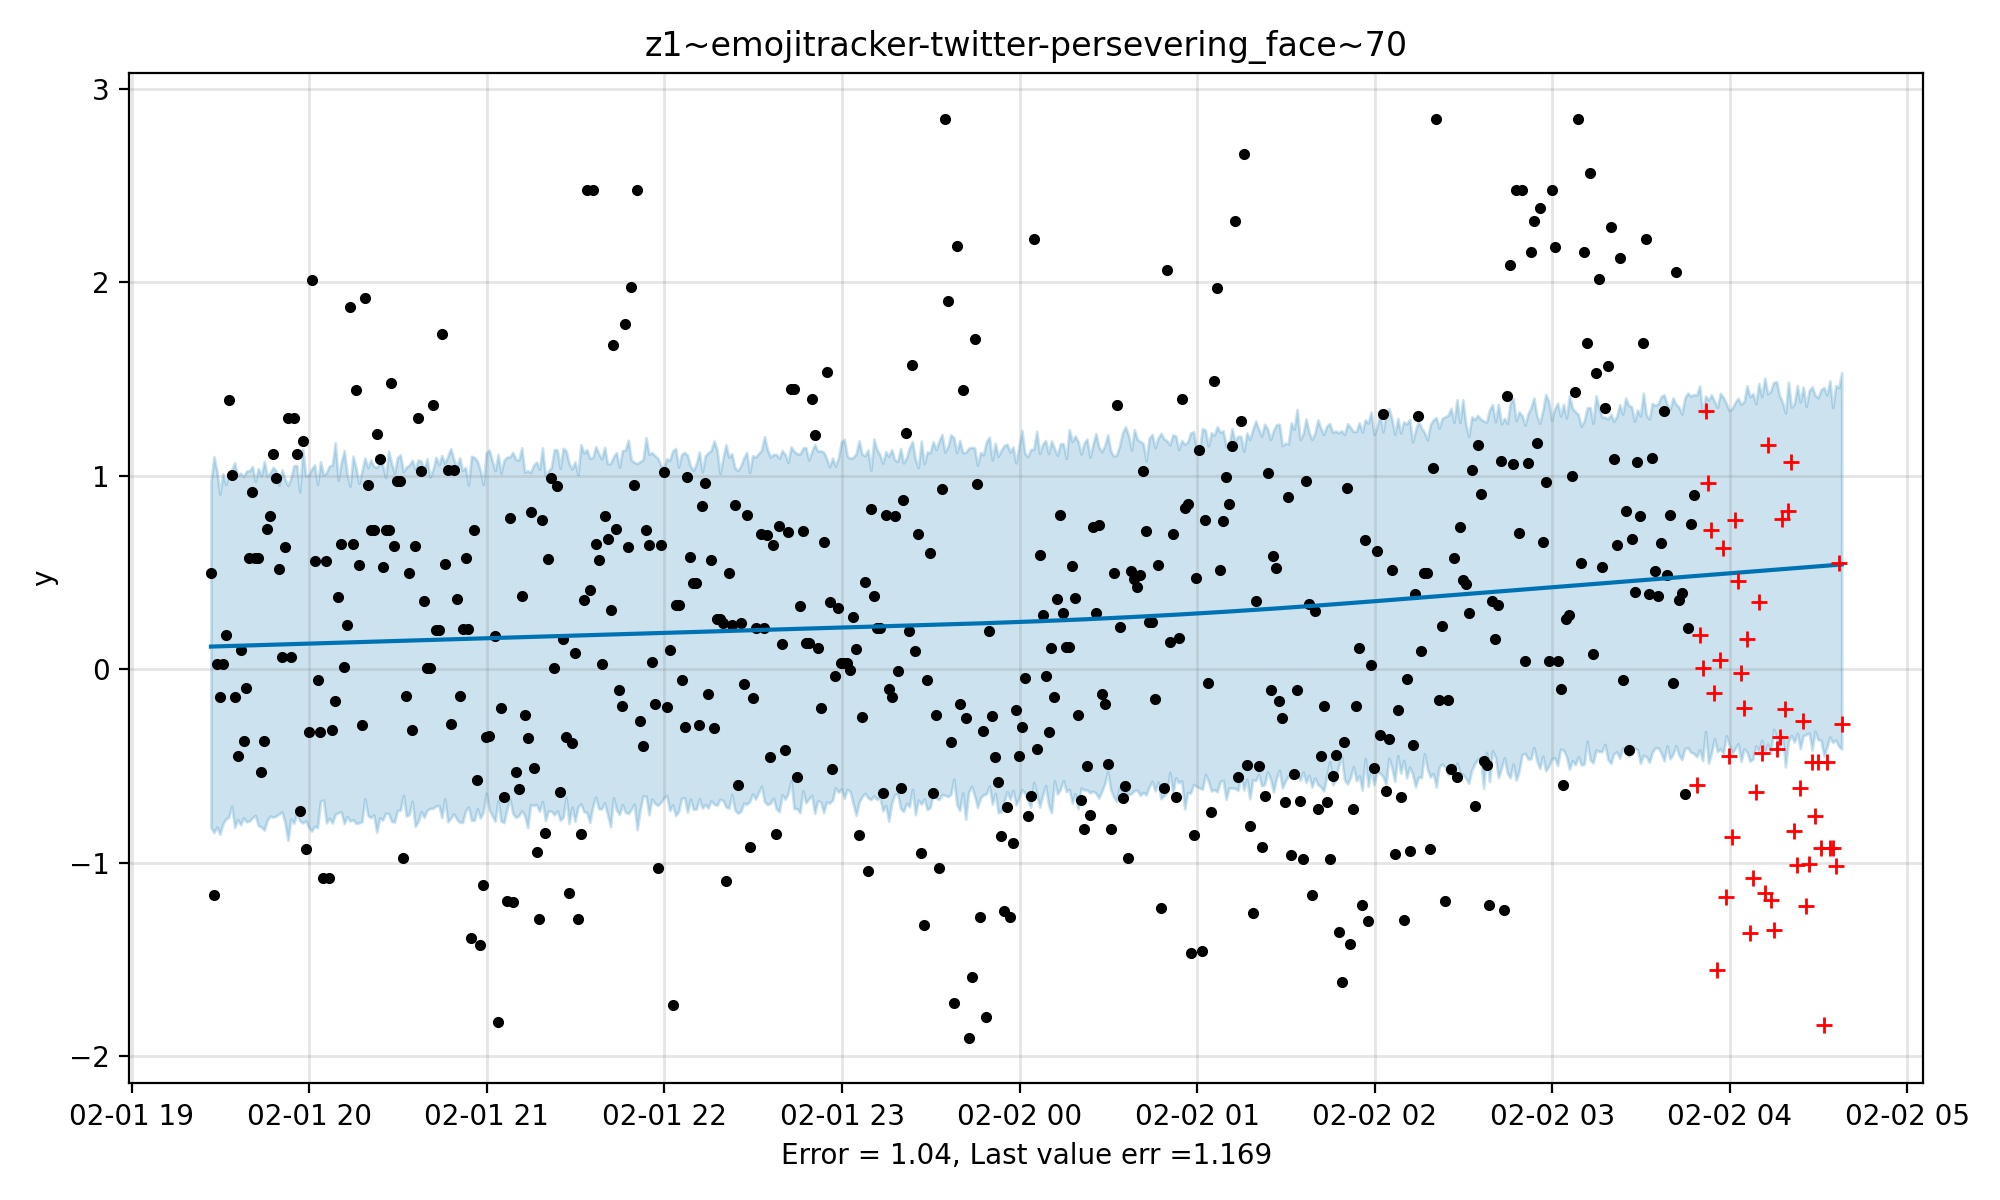 z1~emojitracker-twitter-persevering_face~70
3
2
1
0
−1
−2
y
02-01 19 02-01 20 02-01 21 02-01 22 02-01 23 02-02 00 02-02 01 02-02 02 02-02 03 02-02 04 02-02 05
Error = 1.04, Last value err =1.169